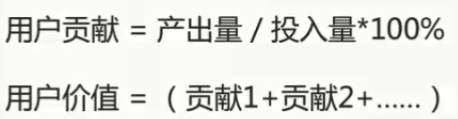 用户贡献 = 产出量 / 投入量*100%
用户价值 = （贡献1+贡献2+......）